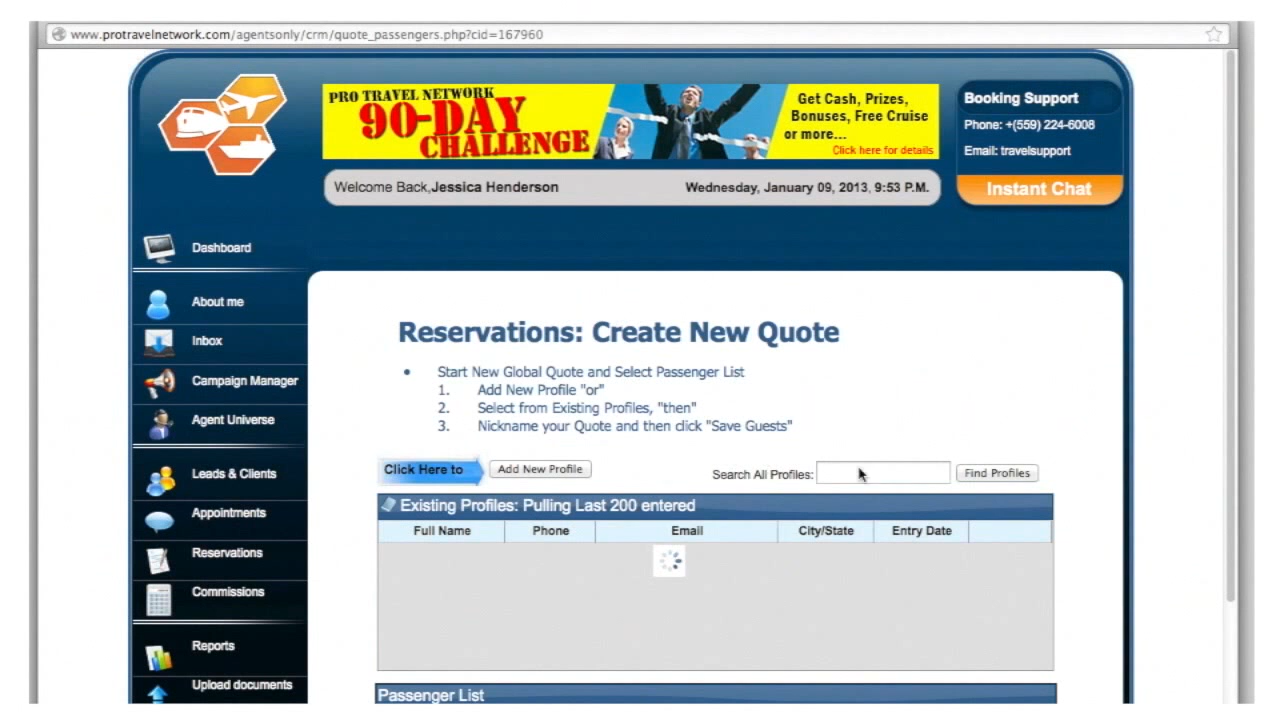 www.protravelnetwork.com/agentsonly/crm/quote_passengers.php?cid=167960
PRO TRAVEL NETWORK
90-DAY
CHALLENGE
Get Cash, Prizes,
Bonuses, Free Cruise
or more...
Click here for details
Booking Support
Phone: +(559) 224-6008
Email: travelsupport
Instant Chat
Welcome Back,Jessica Henderson
Wednesday, January 09, 2013, 9:53 P.M.
Dashboard
About me
Inbox
Campaign Manager
Agent Universe
Leads & Clients
Appointments
Reservations
Commissions
Reports
Upload documents
Reservations: Create New Quote
• Start New Global Quote and Select Passenger List
1. Add New Profile "or"
2. Select from Existing Profiles, "then"
3. Nickname your Quote and then click "Save Guests"
Click Here to Add New Profile
Search All Profiles: Find Profiles
Existing Profiles: Pulling Last 200 entered
Full Name Phone Email City/State Entry Date
Passenger List